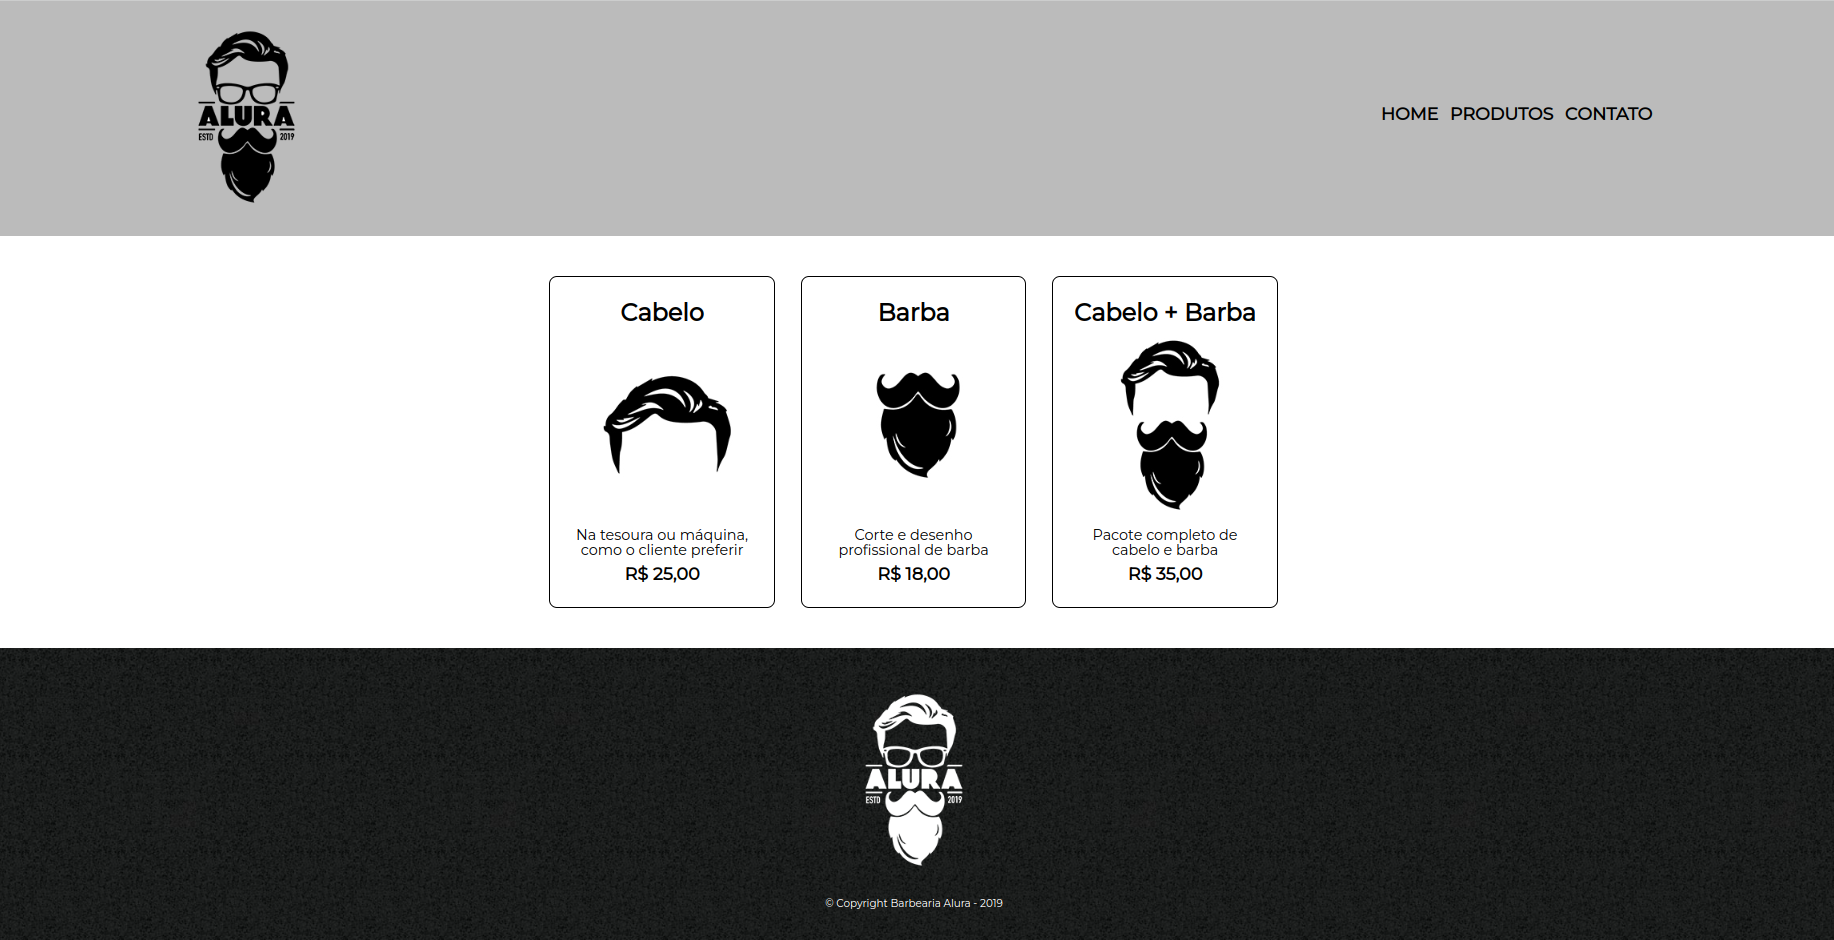 ALURA
ESTD 2019
HOME PRODUTOS CONTATO
Cabelo
Na tesoura ou máquina,
como o cliente preferir
R$ 25,00
Barba
Corte e desenho
profissional de barba
R$ 18,00
Cabelo + Barba
Pacote completo de
cabelo e barba
R$ 35,00
ALURA
ESTD 2019
© Copyright Barbearia Alura - 2019